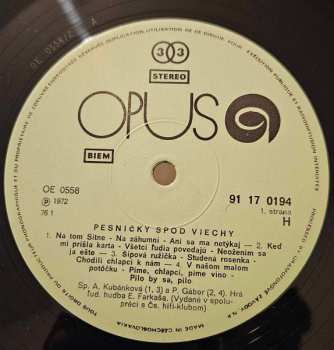 33
STEREO
OPUS
BIEM
OE 0558
Ⓟ 1972
76 1
91 17 0194
1. strana
H
PESNIČKY SPOD VIECHY
1. Na tom Sitne - Na záhumní - Ani sa ma netýkaj — 2. Keď
mi prišla karta - Všetci ľudia povedajú - Neožením sa
ja ešte — 3. Šípová ružička - Studená rosenka -
Chodili chlapci k nám — 4. V našom malom
potôčku - Pime, chlapci, pime víno -
Pilo by sa, pilo
Sp. A. Kubánková (1, 3) a P. Gábor (2, 4). Hrá
ľud. hudba E. Farkaša. (Vydané v spolu-
práci s Čs. hifi-klubom)
MADE IN CZECHOSLOVAKIA